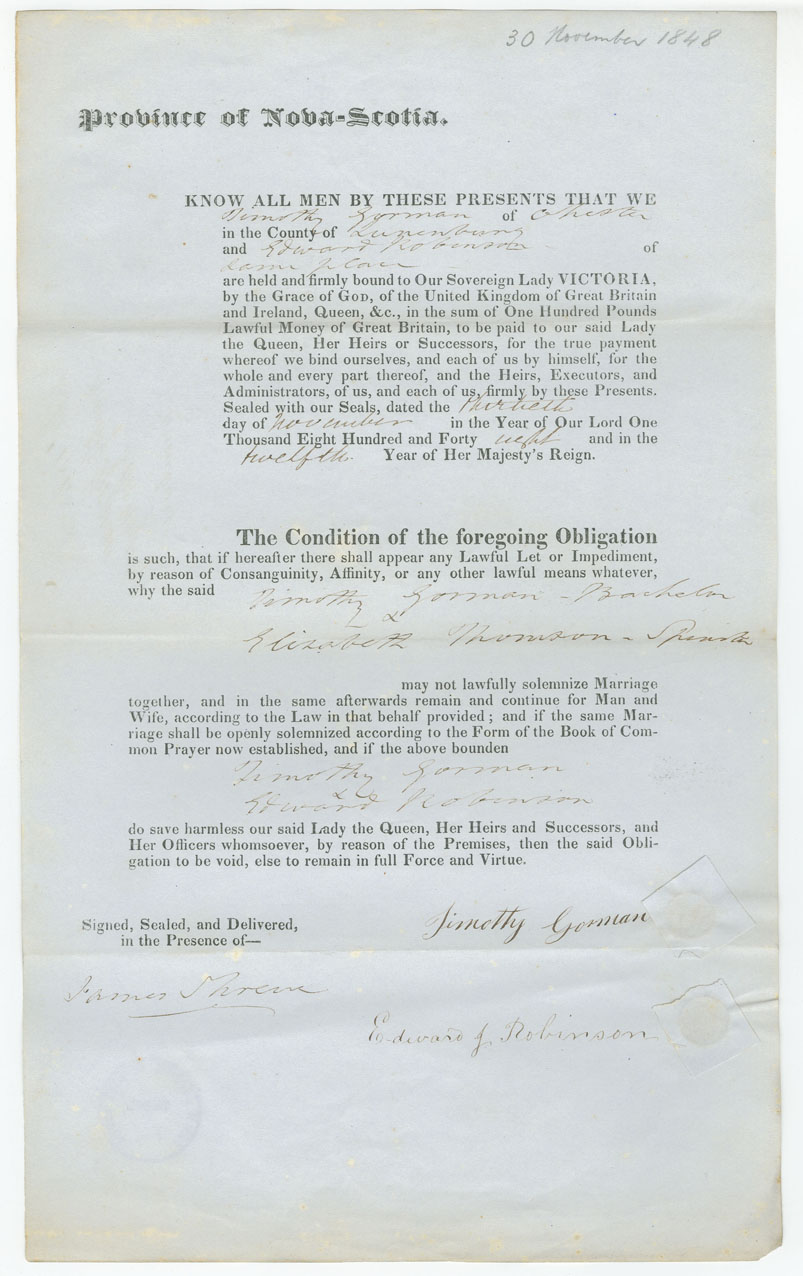 30 November 1848
Province of Nova-Scotia.
KNOW ALL MEN BY THESE PRESENTS THAT WE
Timothy Gorman of Chester
in the County of Lunenburg
and Edward Robinson of
same place
are held and firmly bound to Our Sovereign Lady VICTORIA,
by the Grace of GOD, of the United Kingdom of Great Britain
and Ireland, Queen, &c., in the sum of One Hundred Pounds
Lawful Money of Great Britain, to be paid to our said Lady
the Queen, Her Heirs or Successors, for the true payment
whereof we bind ourselves, and each of us by himself, for the
whole and every part thereof, and the Heirs, Executors, and
Administrators, of us, and each of us, firmly by these Presents.
Sealed with our Seals, dated the thirtieth
day of November in the Year of Our Lord One
Thousand Eight Hundred and Forty eight and in the
twelfth. Year of Her Majesty's Reign.
The Condition of the foregoing Obligation
is such, that if hereafter there shall appear any Lawful Let or Impediment,
by reason of Consanguinity, Affinity, or any other lawful means whatever,
why the said Timothy Gorman - Bachelor
&
Elizabeth Thomson - Spinster
may not lawfully solemnize Marriage
together, and in the same afterwards remain and continue for Man and
Wife, according to the Law in that behalf provided; and if the same Mar-
riage shall be openly solemnized according to the Form of the Book of Com-
mon Prayer now established, and if the above bounden
Timothy Gorman
&
Edward Robinson
do save harmless our said Lady the Queen, Her Heirs and Successors, and
Her Officers whomsoever, by reason of the Premises, then the said Obli-
gation to be void, else to remain in full Force and Virtue.
Signed, Sealed, and Delivered,
in the Presence of—
Timothy Gorman
James Shreve
Edward J Robinson